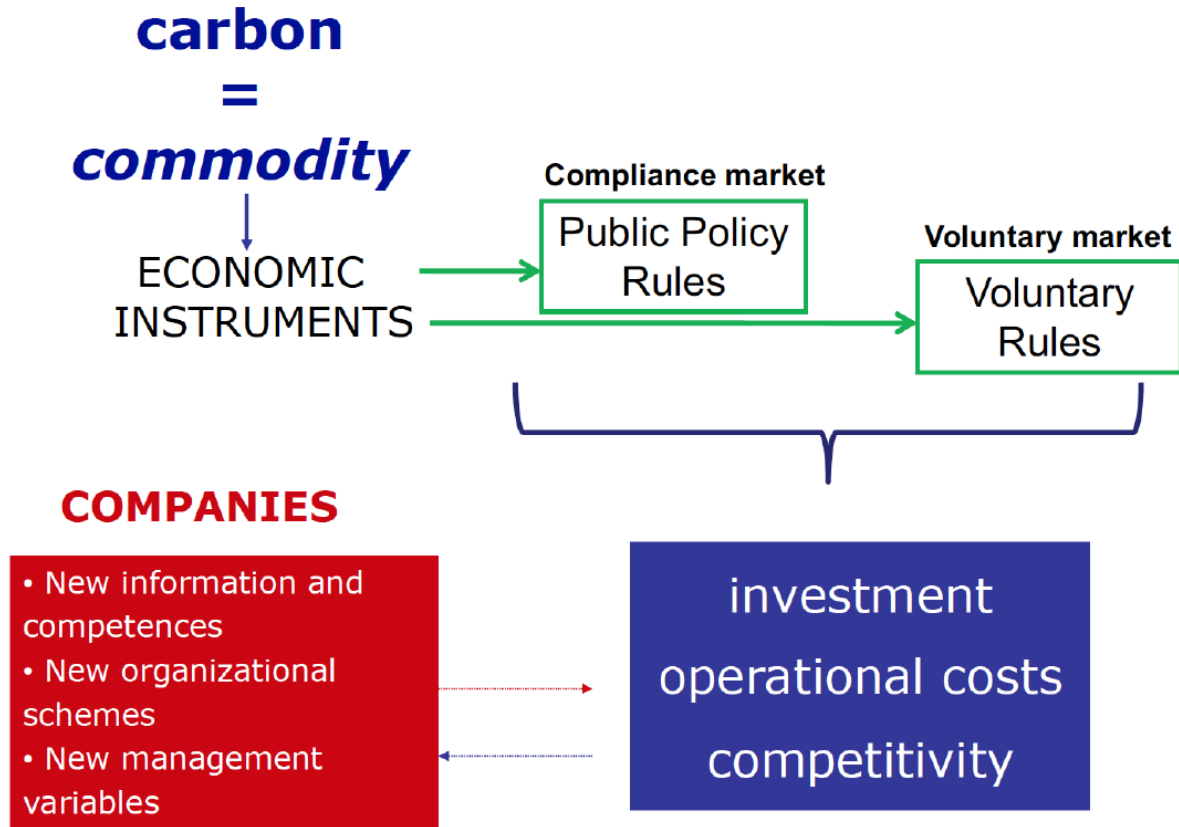 carbon
=
commodity
ECONOMIC
INSTRUMENTS
Compliance market
Public Policy
Rules
Voluntary market
Voluntary
Rules
COMPANIES
• New information and
competences
• New organizational
schemes
• New management
variables
investment
operational costs
competitivity